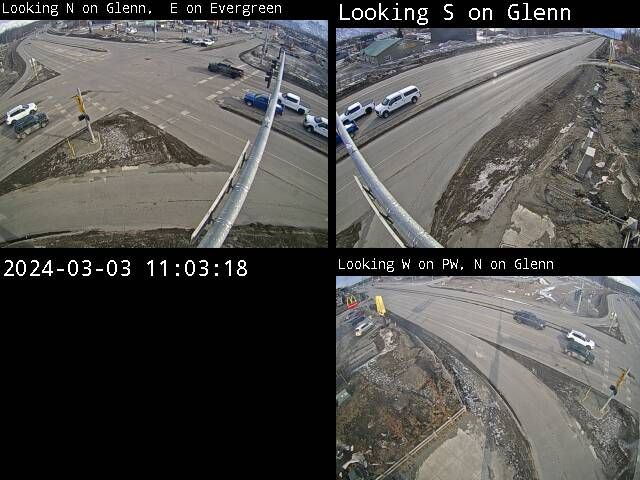 Looking N on Glenn,  E on Evergreen
Looking S on Glenn
2024-03-03 11:03:18
Looking W on PW, N on Glenn